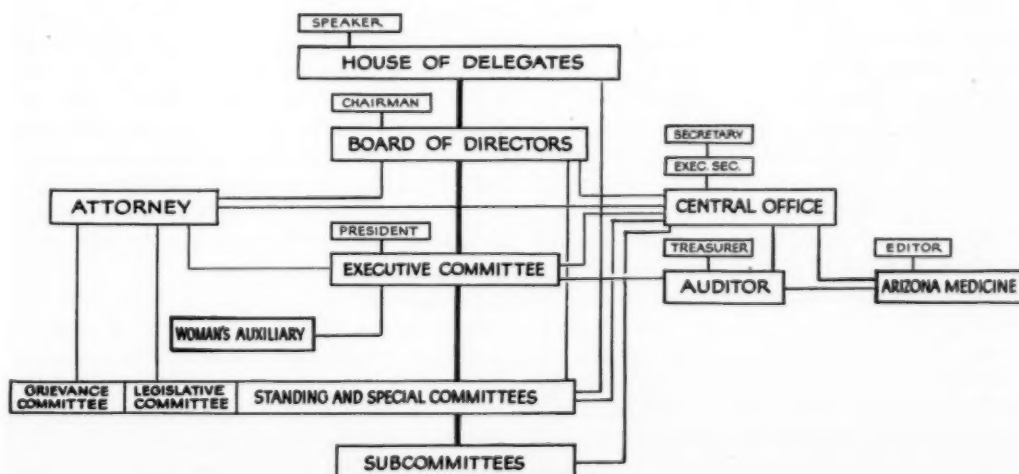 SPEAKER
HOUSE OF DELEGATES
CHAIRMAN
BOARD OF DIRECTORS
SECRETARY
EXEC. SEC.
ATTORNEY
CENTRAL OFFICE
PRESIDENT
TREASURER
EDITOR
EXECUTIVE COMMITTEE
AUDITOR
ARIZONA MEDICINE
WOMAN'S AUXILIARY
GRIEVANCE
COMMITTEE
LEGISLATIVE
COMMITTEE
STANDING AND SPECIAL COMMITTEES
SUBCOMMITTEES